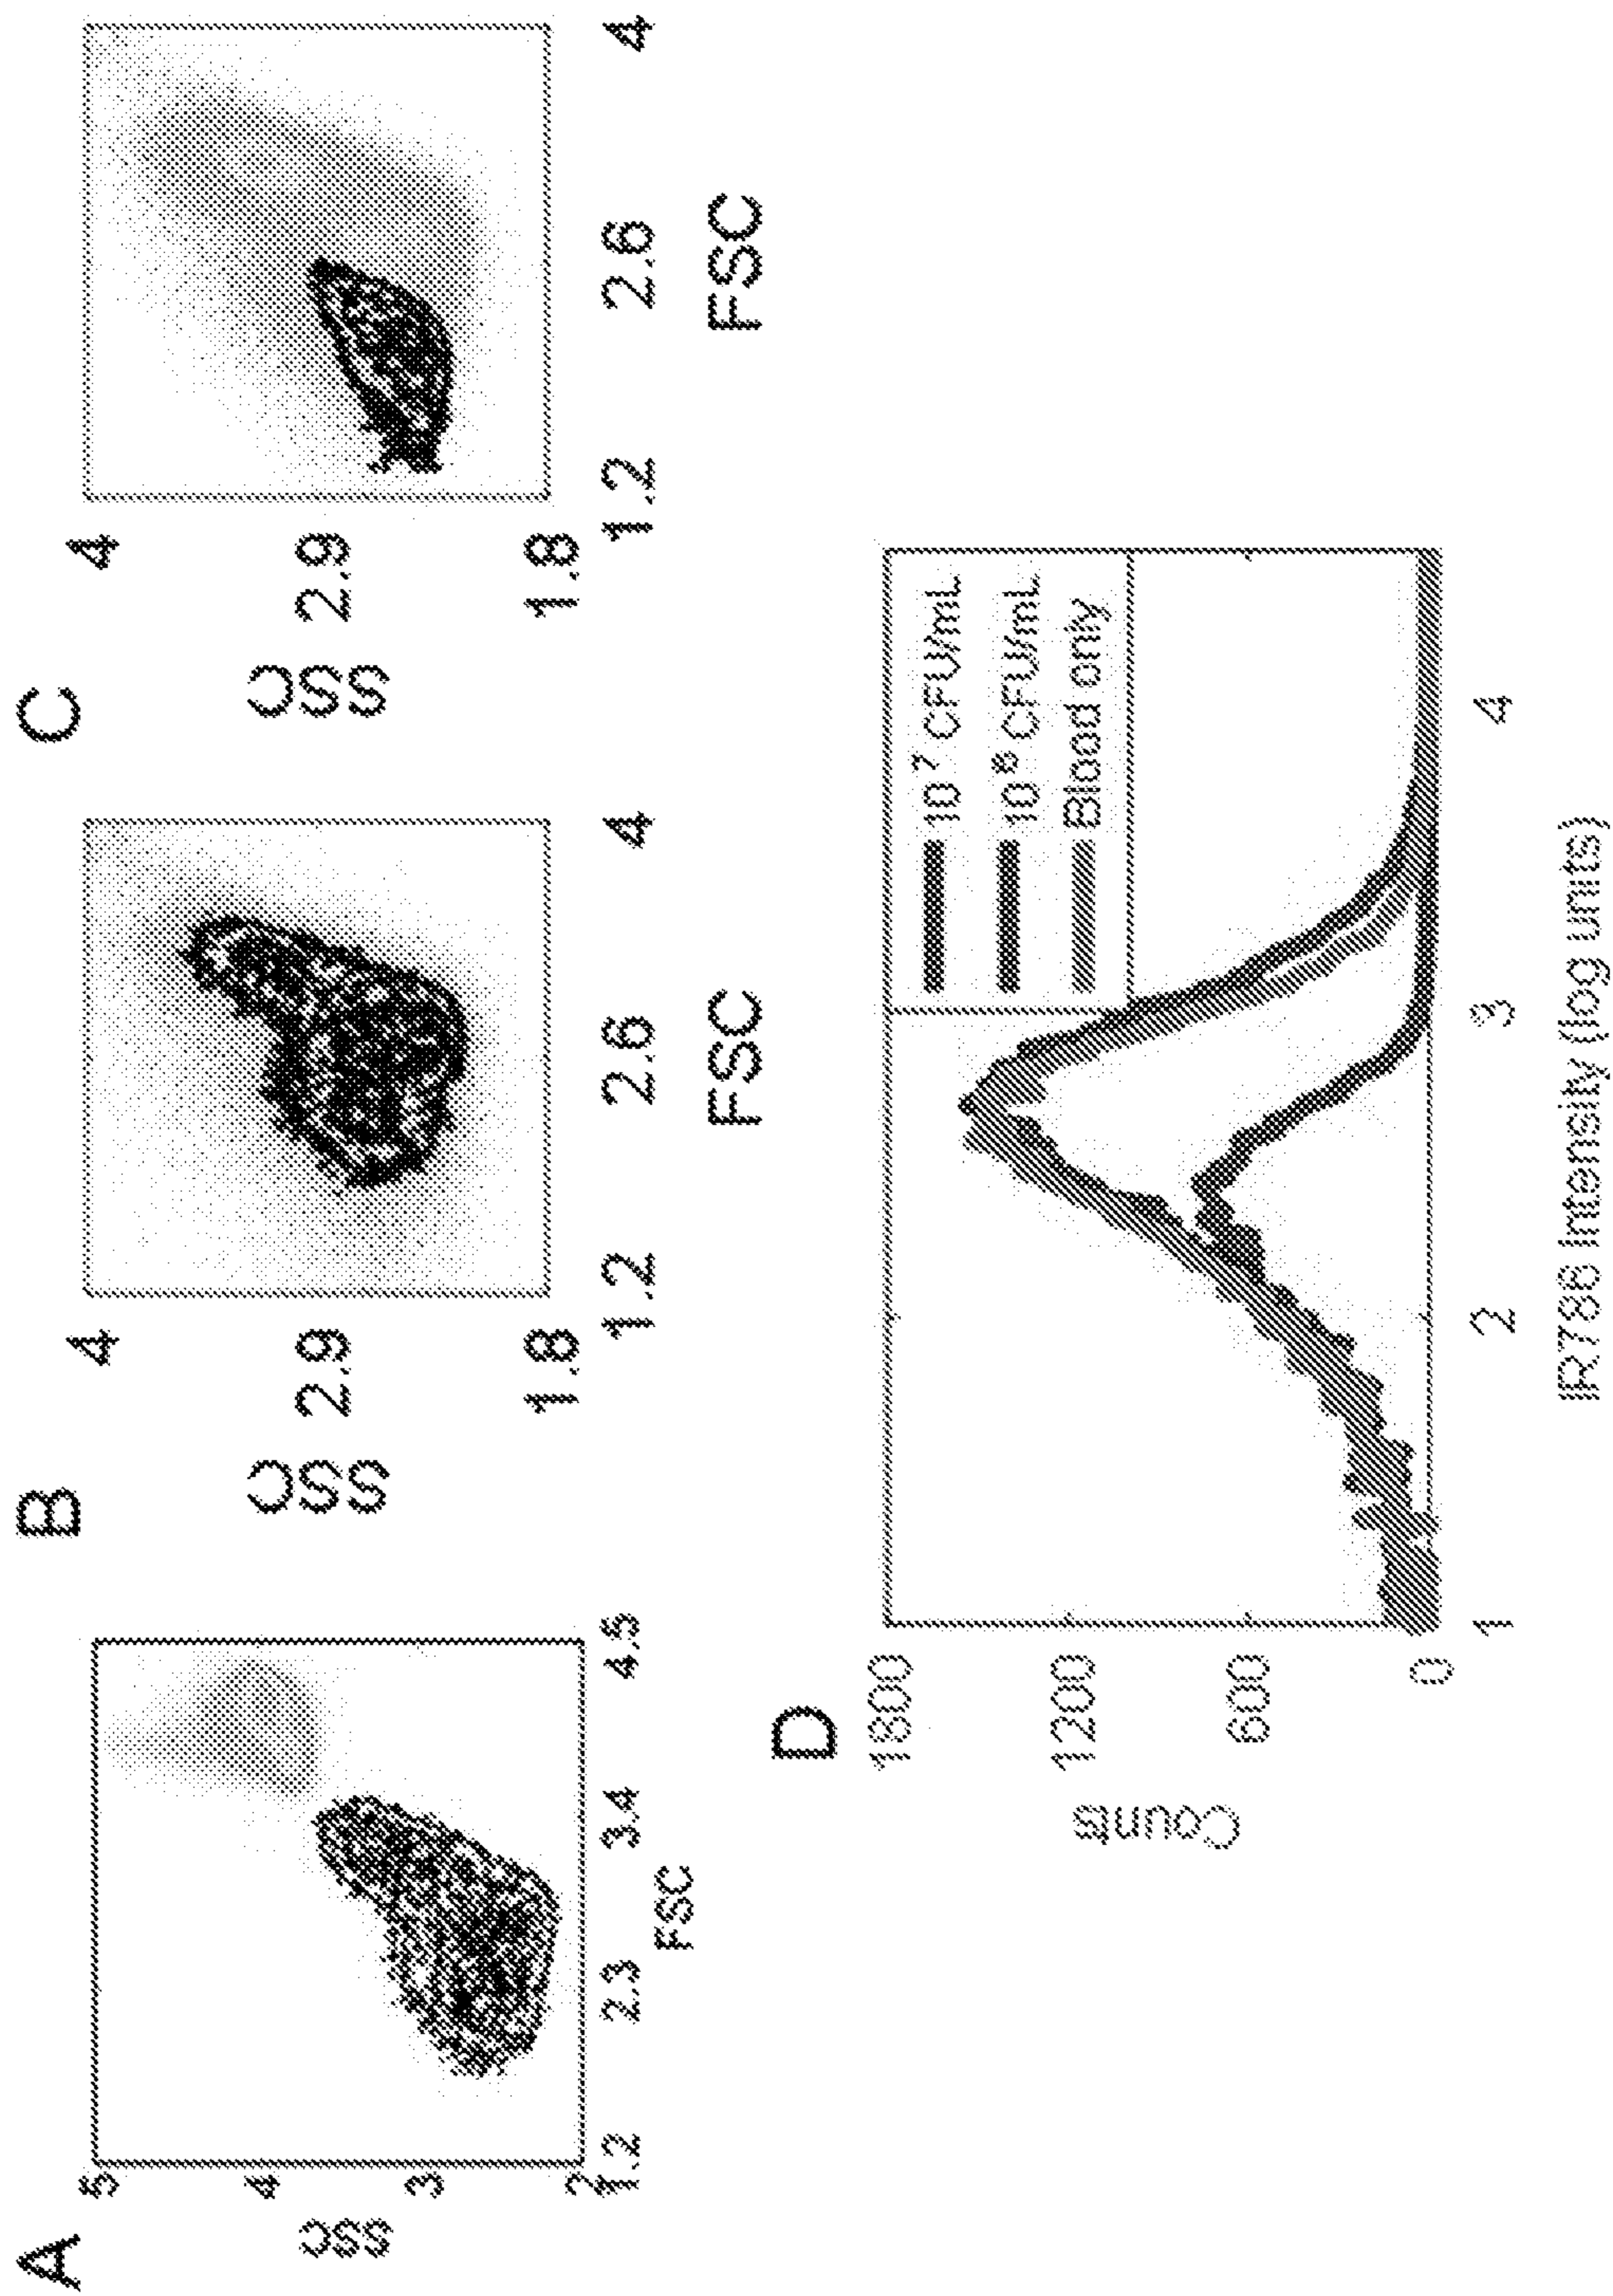 A
SSC
5
4
3
2
1.2
2.3
3.4
4.5
FSC
B
SSC
4
2.9
1.8
1.2
2.6
4
FSC
C
SSC
4
2.9
1.8
1.2
2.6
4
FSC
D
Counts
1800
1200
600
0
1
2
3
4
IR786 Intensity (log units)
10⁷ CFU/mL
10⁶ CFU/mL
Blood only